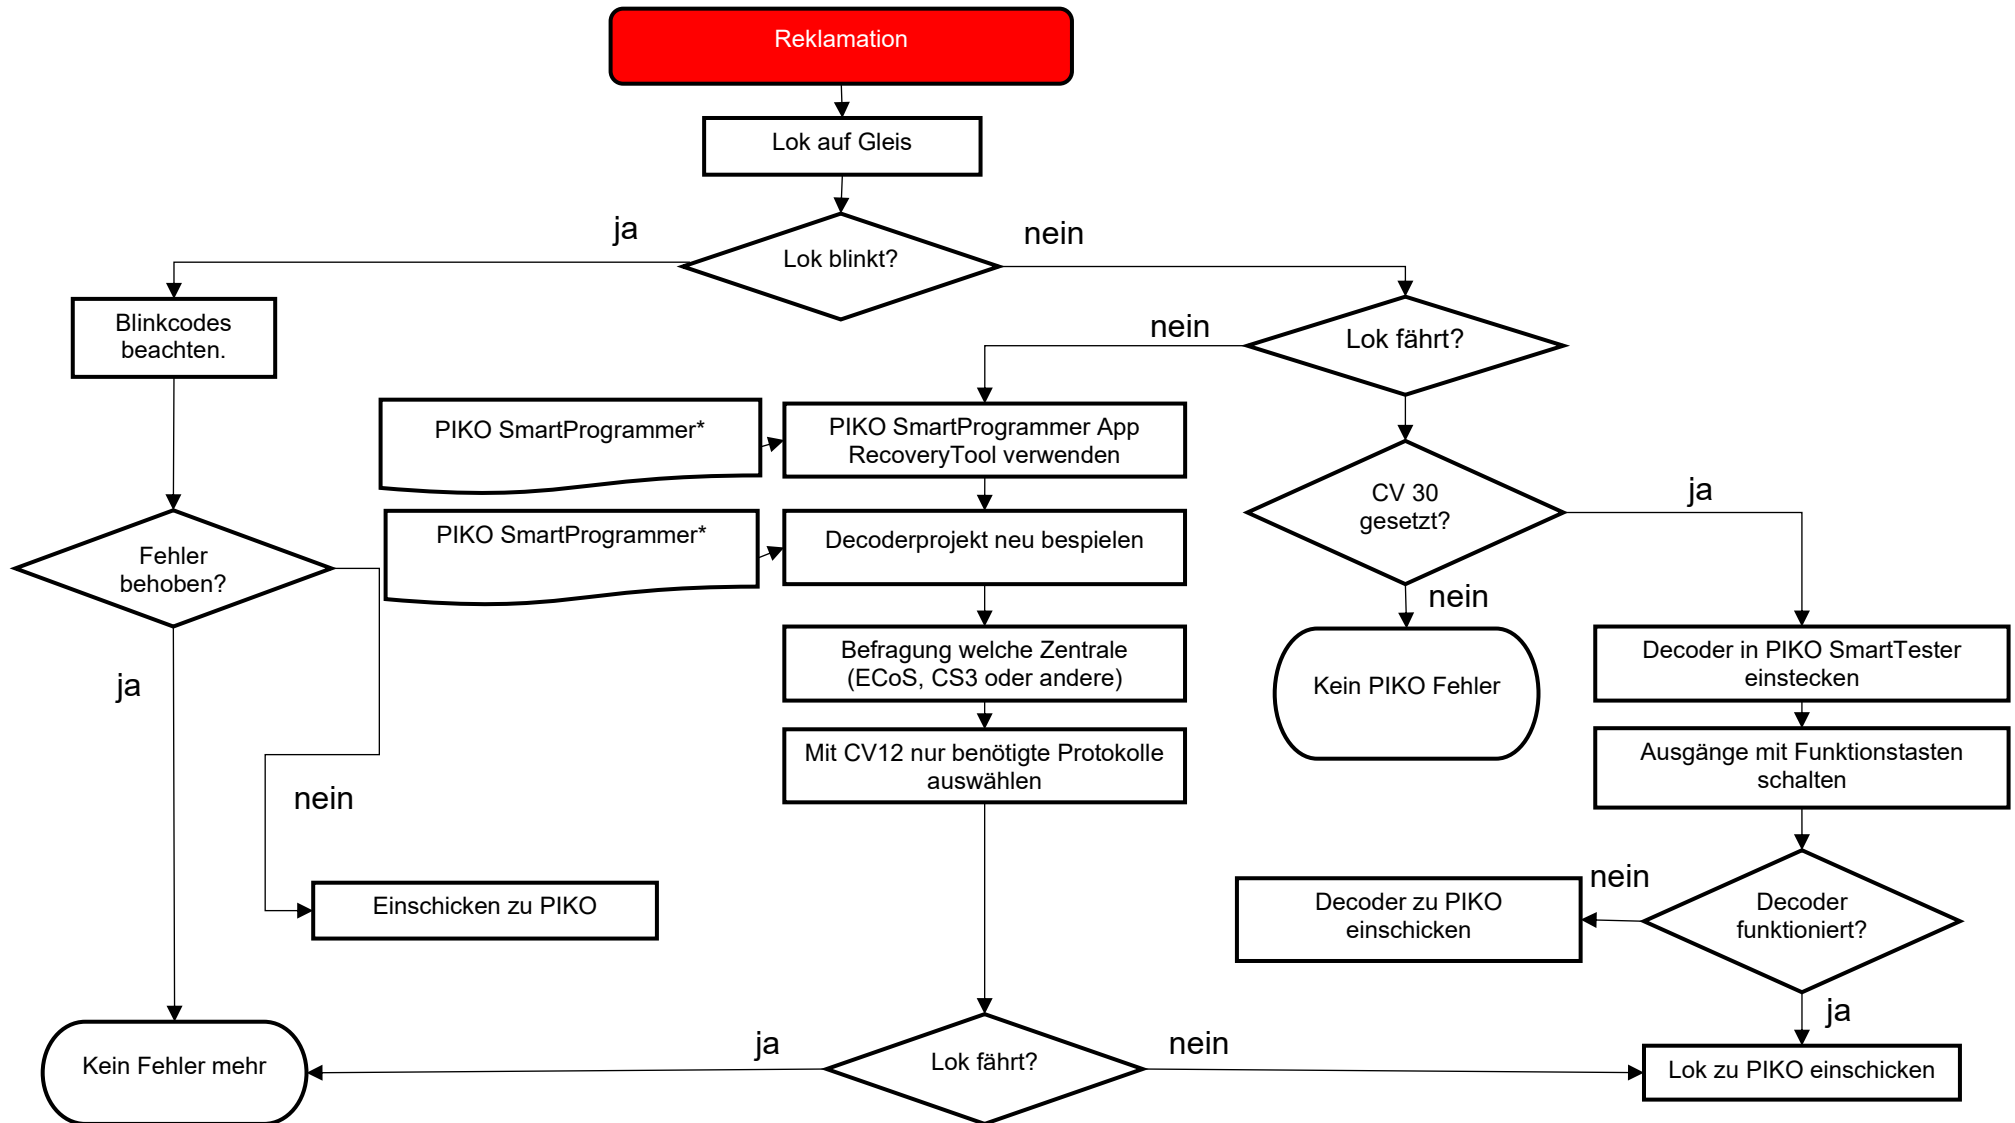 Reklamation
Lok auf Gleis
ja
nein
Lok blinkt?
Blinkcodes
beachten.
nein
Lok fährt?
PIKO SmartProgrammer*
PIKO SmartProgrammer App
RecoveryTool verwenden
CV 30
gesetzt?
ja
PIKO SmartProgrammer*
Decoderprojekt neu bespielen
Fehler
behoben?
nein
Befragung welche Zentrale
(ECoS, CS3 oder andere)
Kein PIKO Fehler
Decoder in PIKO SmartTester
einstecken
ja
Mit CV12 nur benötigte Protokolle
auswählen
Ausgänge mit Funktionstasten
schalten
nein
Einschicken zu PIKO
Decoder zu PIKO
einschicken
nein
Decoder
funktioniert?
ja
Kein Fehler mehr
ja
Lok fährt?
nein
Lok zu PIKO einschicken